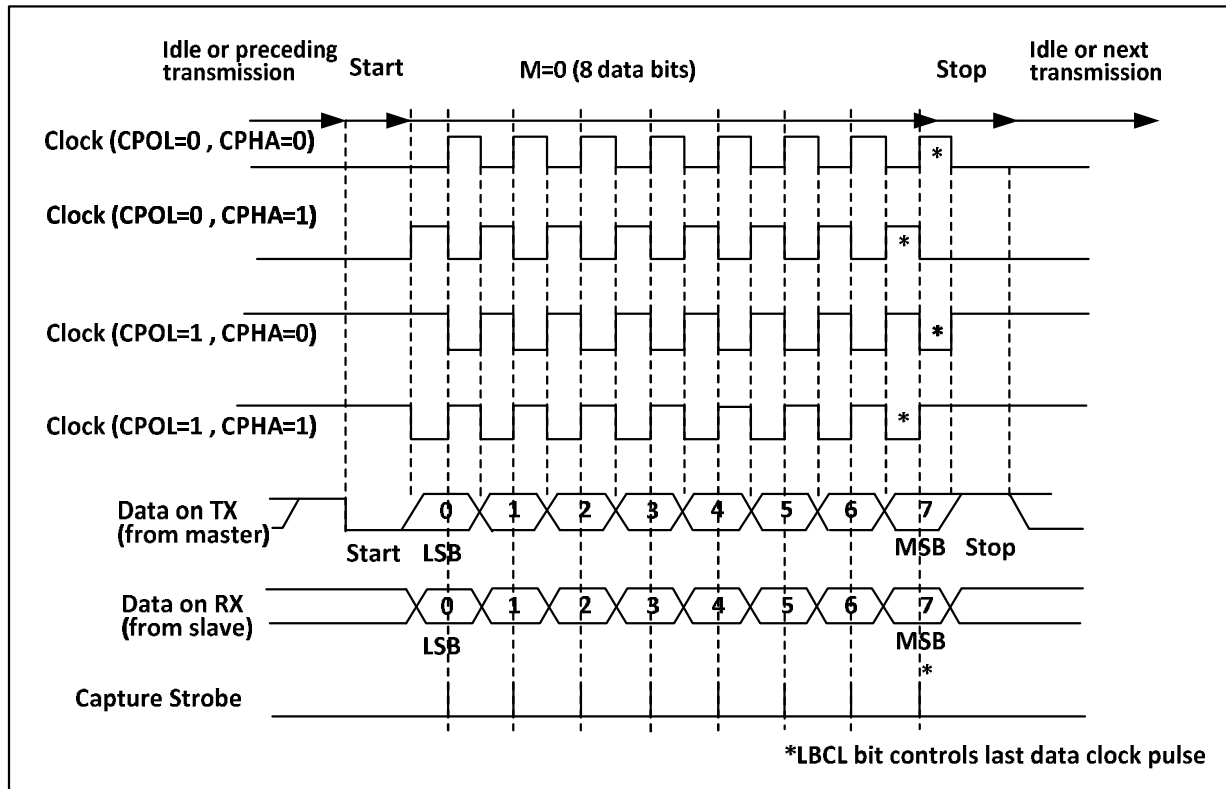 Idle or preceding
transmission
Start
M=0 (8 data bits)
Stop
Idle or next
transmission
Clock (CPOL=0 , CPHA=0)
*
Clock (CPOL=0 , CPHA=1)
*
Clock (CPOL=1 , CPHA=0)
*
Clock (CPOL=1 , CPHA=1)
*
Data on TX
(from master)
0 1 2 3 4 5 6 7
Start LSB MSB Stop
Data on RX
(from slave)
0 1 2 3 4 5 6 7
LSB MSB
*
Capture Strobe
*LBCL bit controls last data clock pulse